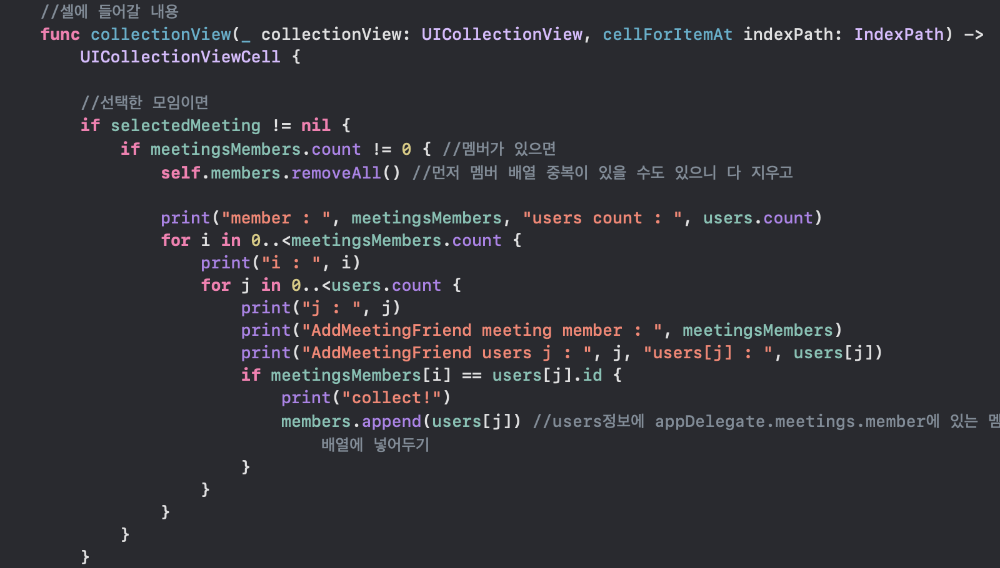 //셀에 들어갈 내용
func collectionView(_ collectionView: UICollectionView, cellForItemAt indexPath: IndexPath) ->
UICollectionViewCell {
//선택한 모임이면
if selectedMeeting != nil {
if meetingsMembers.count != 0 { //멤버가 있으면
self.members.removeAll() //먼저 멤버 배열 중복이 있을 수도 있으니 다 지우고
print("member : ", meetingsMembers, "users count : ", users.count)
for i in 0..<meetingsMembers.count {
print("i : ", i)
for j in 0..<users.count {
print("j : ", j)
print("AddMeetingFriend meeting member : ", meetingsMembers)
print("AddMeetingFriend users j : ", j, "users[j] : ", users[j])
if meetingsMembers[i] == users[j].id {
print("collect!")
members.append(users[j]) //users정보에 appDelegate.meetings.member에 있는
배열에 넣어두기
}
}
}
}
}